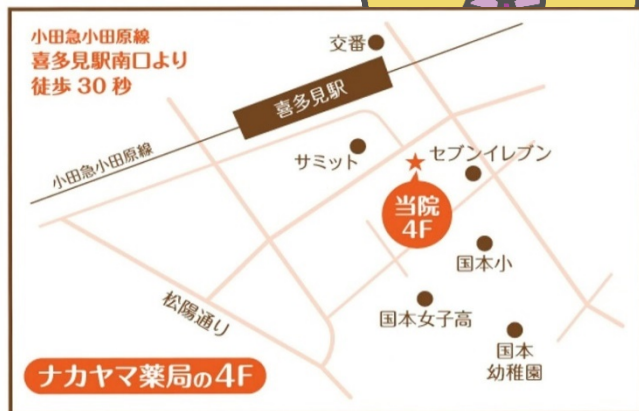 小田急小田原線
喜多見駅南口より
徒歩30秒
交番
喜多見駅
小田急小田原線
サミット
セブンイレブン
当院
4F
国本小
松陽通り
国本女子高
国本
幼稚園
ナカヤマ薬局の4F